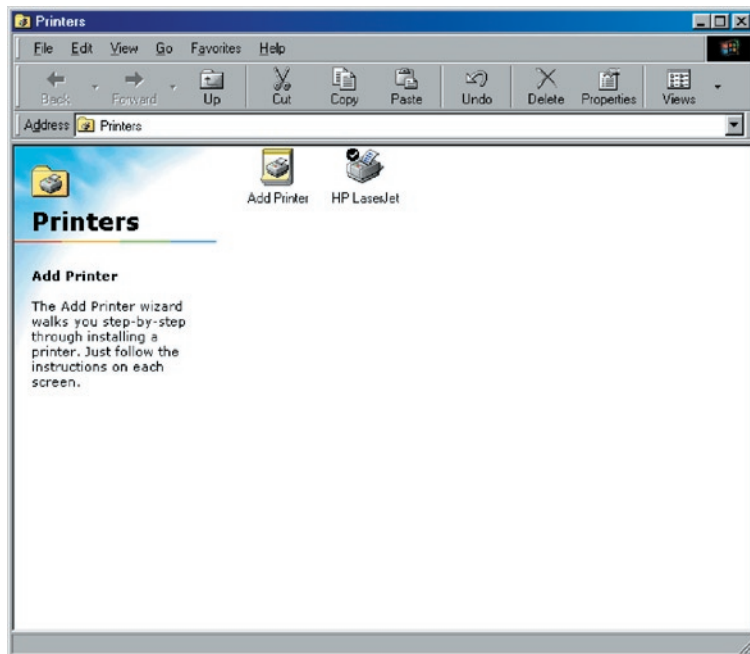 Printers
File Edit View Go Favorites Help
Back Forward Up Cut Copy Paste Undo Delete Properties Views
Address Printers
Add Printer HP LaserJet
Printers
Add Printer
The Add Printer wizard
walks you step-by-step
through installing a
printer. Just follow the
instructions on each
screen.